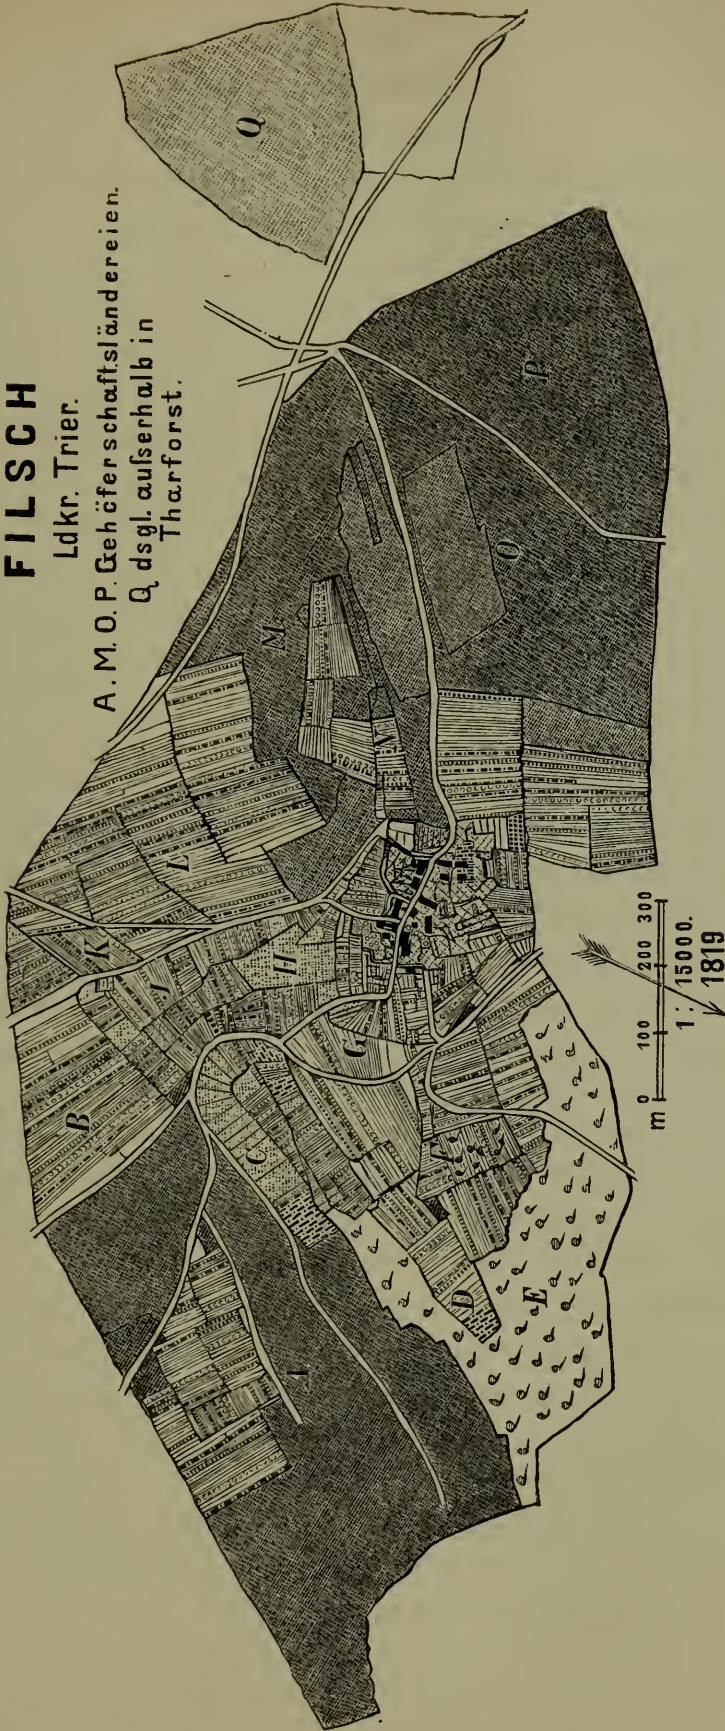 FILSCH
Ldkr. Trier.
A. M. O. P. Gehöferschaftsländereien.
Q dsgl. außerhalb in
Tharforst.
Q
P
O
M
N
L
K
J
H
B
G
C
F
D
E
A
m 0 100 200 300
1 : 15000.
1819